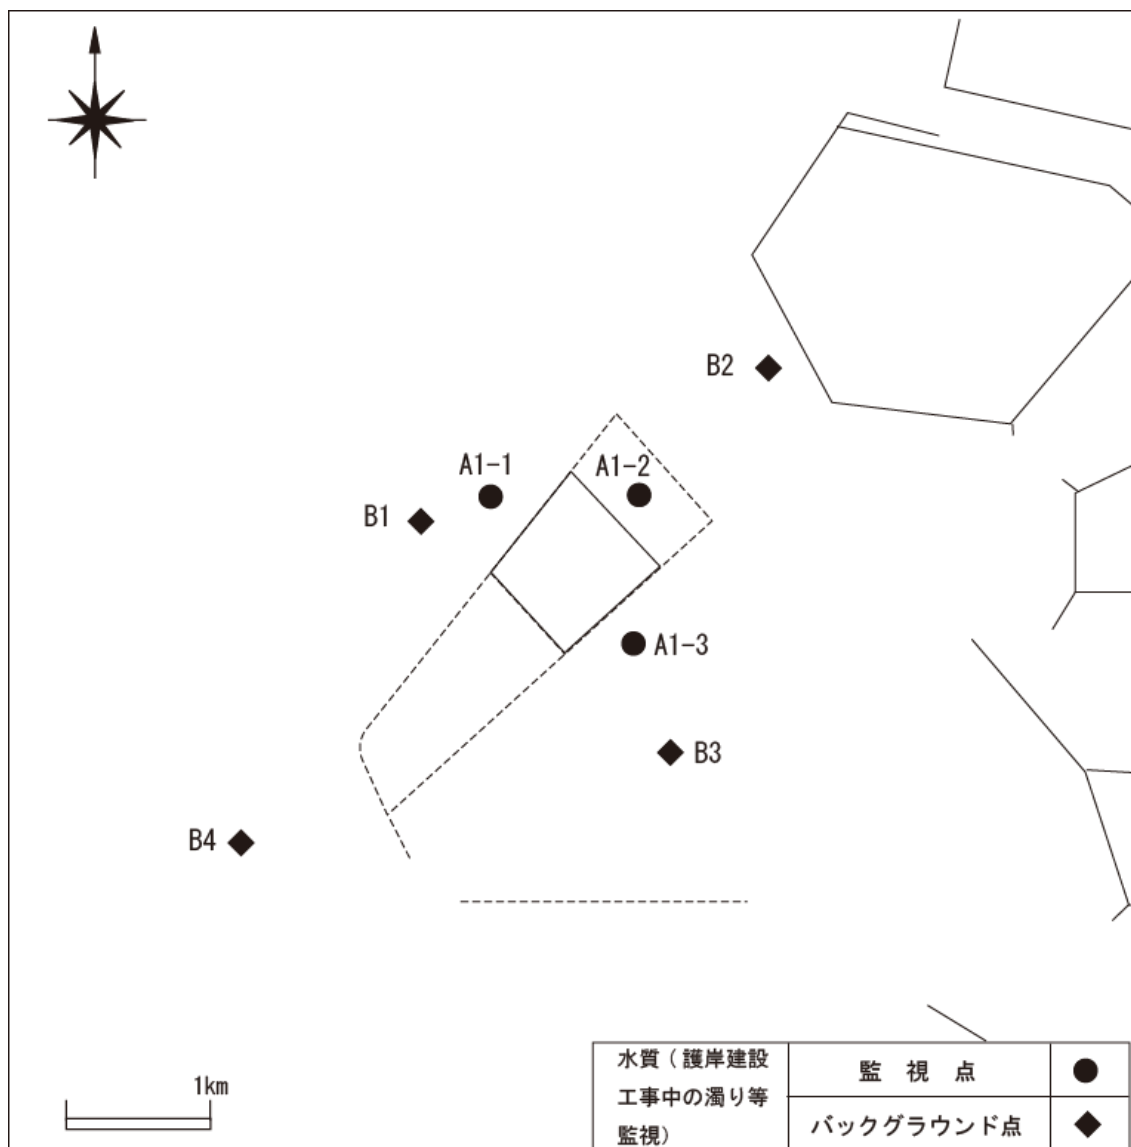 B2
A1-1
A1-2
B1
A1-3
B3
B4
1km
水質(護岸建設
工事中の濁り等
監視)
監視点
バックグラウンド点